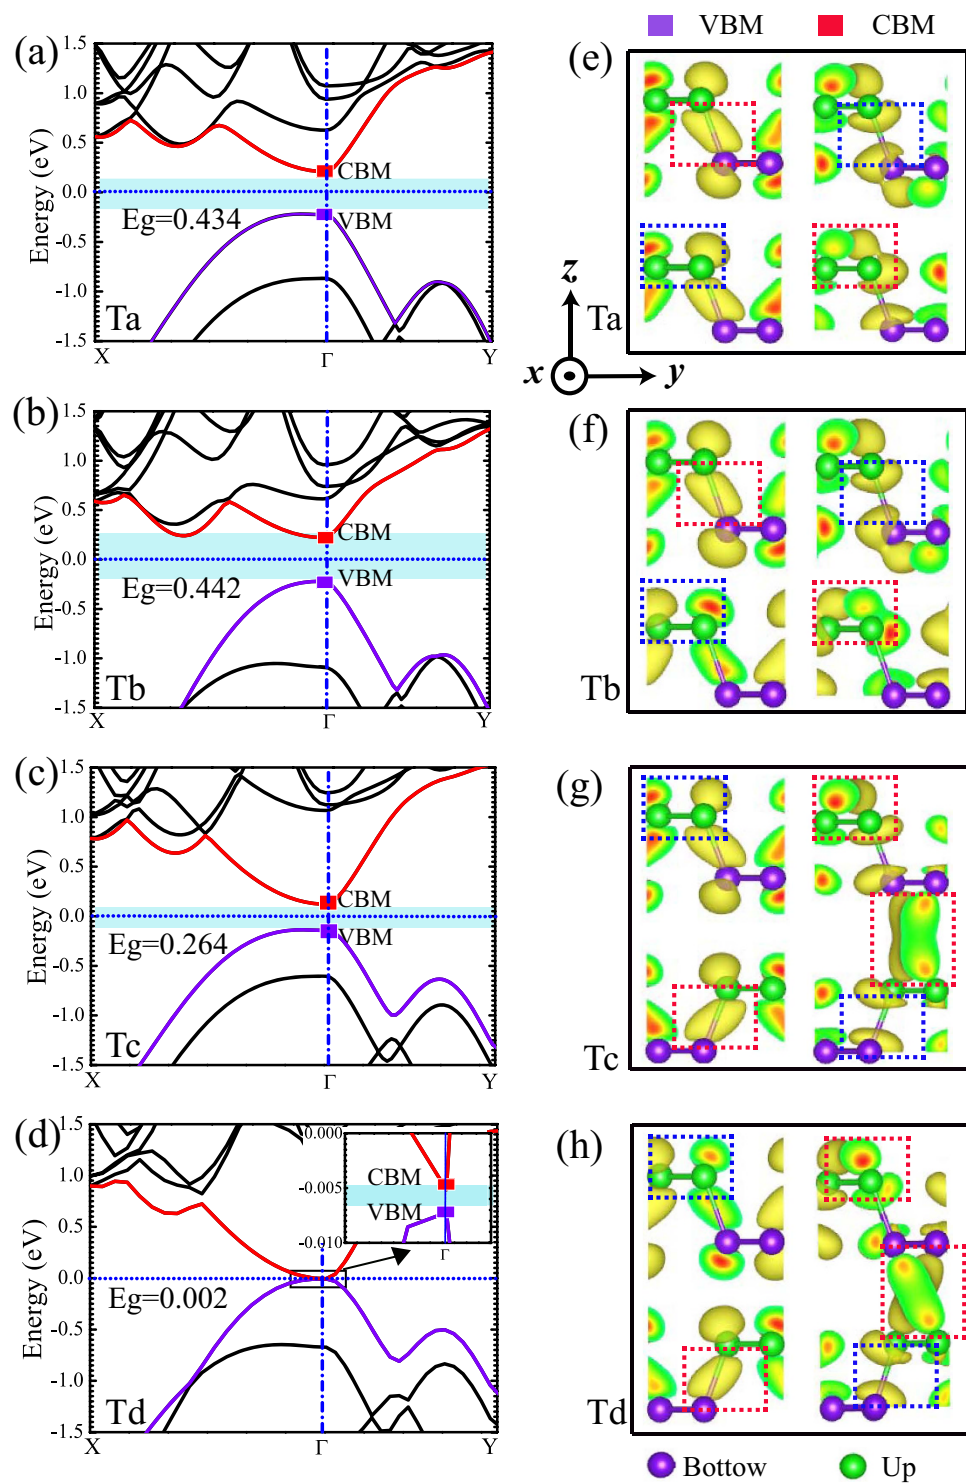 VBM CBM
(a)
1.5
1.0
0.5
0.0
-0.5
-1.0
-1.5
Energy (eV)
CBM
Eg=0.434
VBM
Ta
X Γ Y
(e)
Ta
z
x y
(b)
1.5
1.0
0.5
0.0
-0.5
-1.0
-1.5
Energy (eV)
CBM
Eg=0.442
VBM
Tb
X Γ Y
(f)
Tb
(c)
1.5
1.0
0.5
0.0
-0.5
-1.0
-1.5
Energy (eV)
CBM
Eg=0.264
VBM
Tc
X Γ Y
(g)
Tc
(d)
1.5
1.0
0.5
0.0
-0.5
-1.0
-1.5
Energy (eV)
0.000
-0.005
-0.010
CBM
VBM
Γ
Eg=0.002
Td
X Γ Y
(h)
Td
Bottow Up